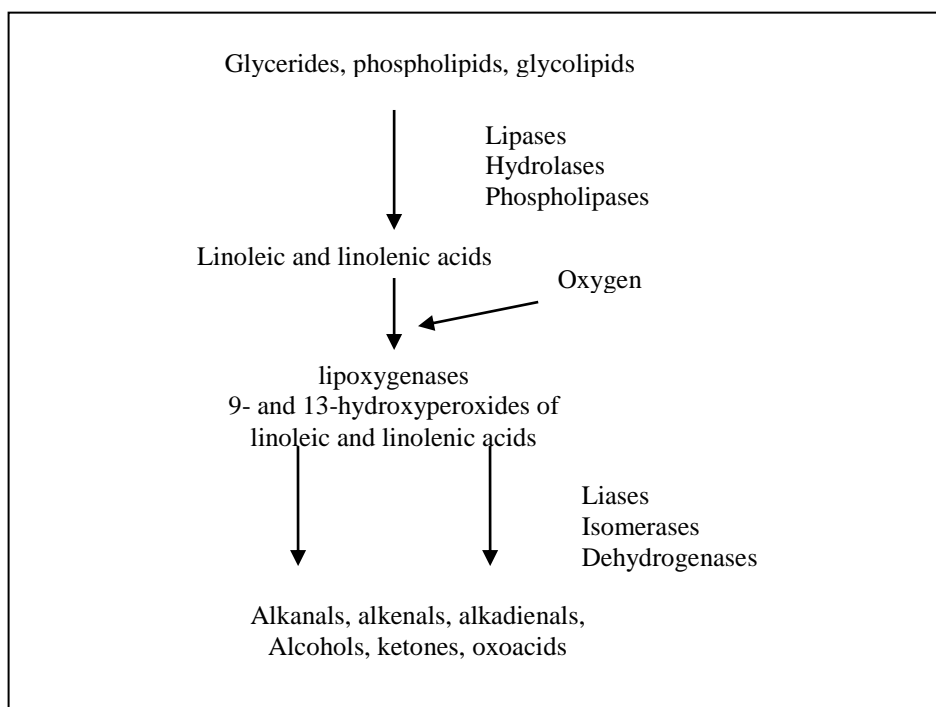 Glycerides, phospholipids, glycolipids
Lipases
Hydrolases
Phospholipases
Linoleic and linolenic acids
Oxygen
lipoxygenases
9- and 13-hydroxyperoxides of
linoleic and linolenic acids
Liases
Isomerases
Dehydrogenases
Alkanals, alkenals, alkadienals,
Alcohols, ketones, oxoacids